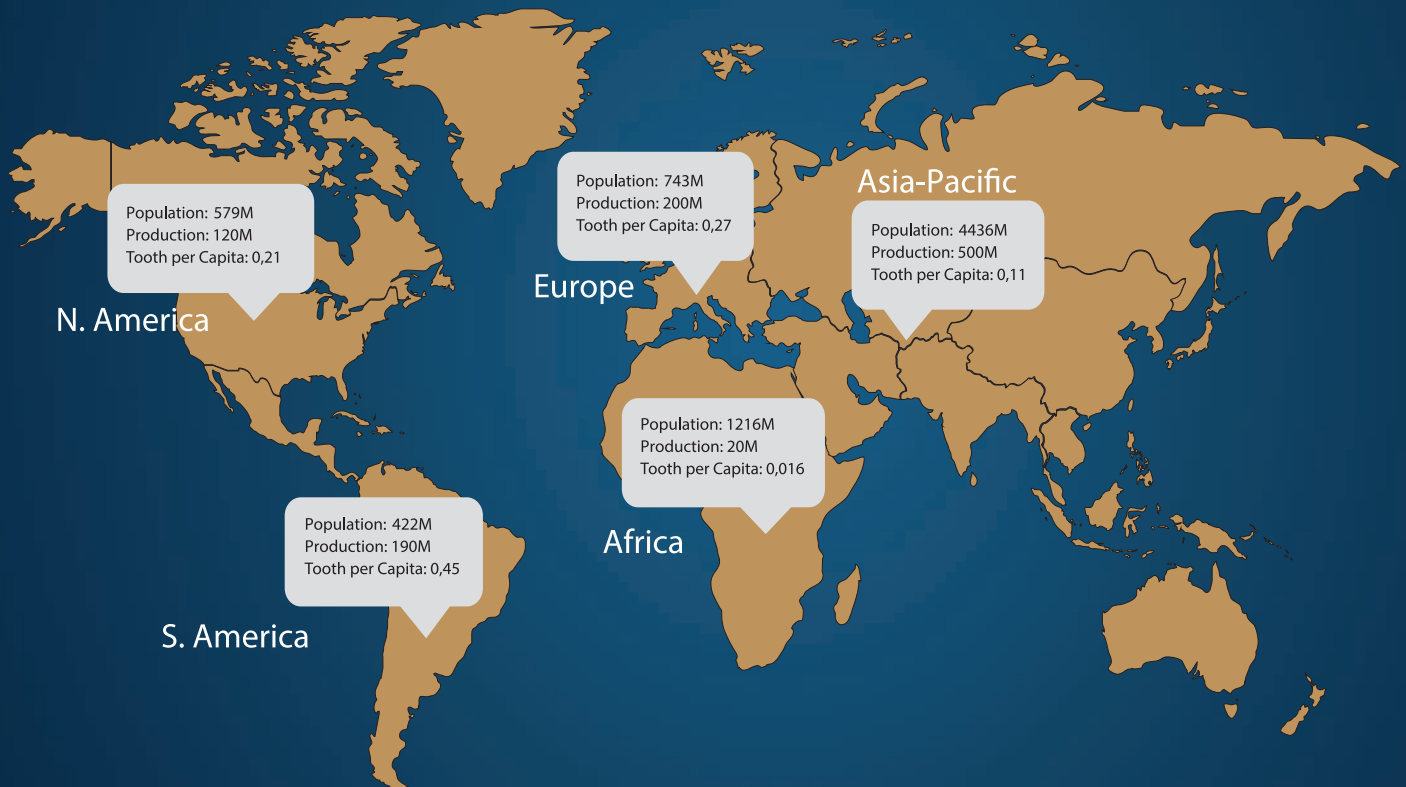 Population: 579M
Production: 120M
Tooth per Capita: 0,21
N. America
Population: 743M
Production: 200M
Tooth per Capita: 0,27
Europe
Asia-Pacific
Population: 4436M
Production: 500M
Tooth per Capita: 0,11
Population: 1216M
Production: 20M
Tooth per Capita: 0,016
Africa
Population: 422M
Production: 190M
Tooth per Capita: 0,45
S. America